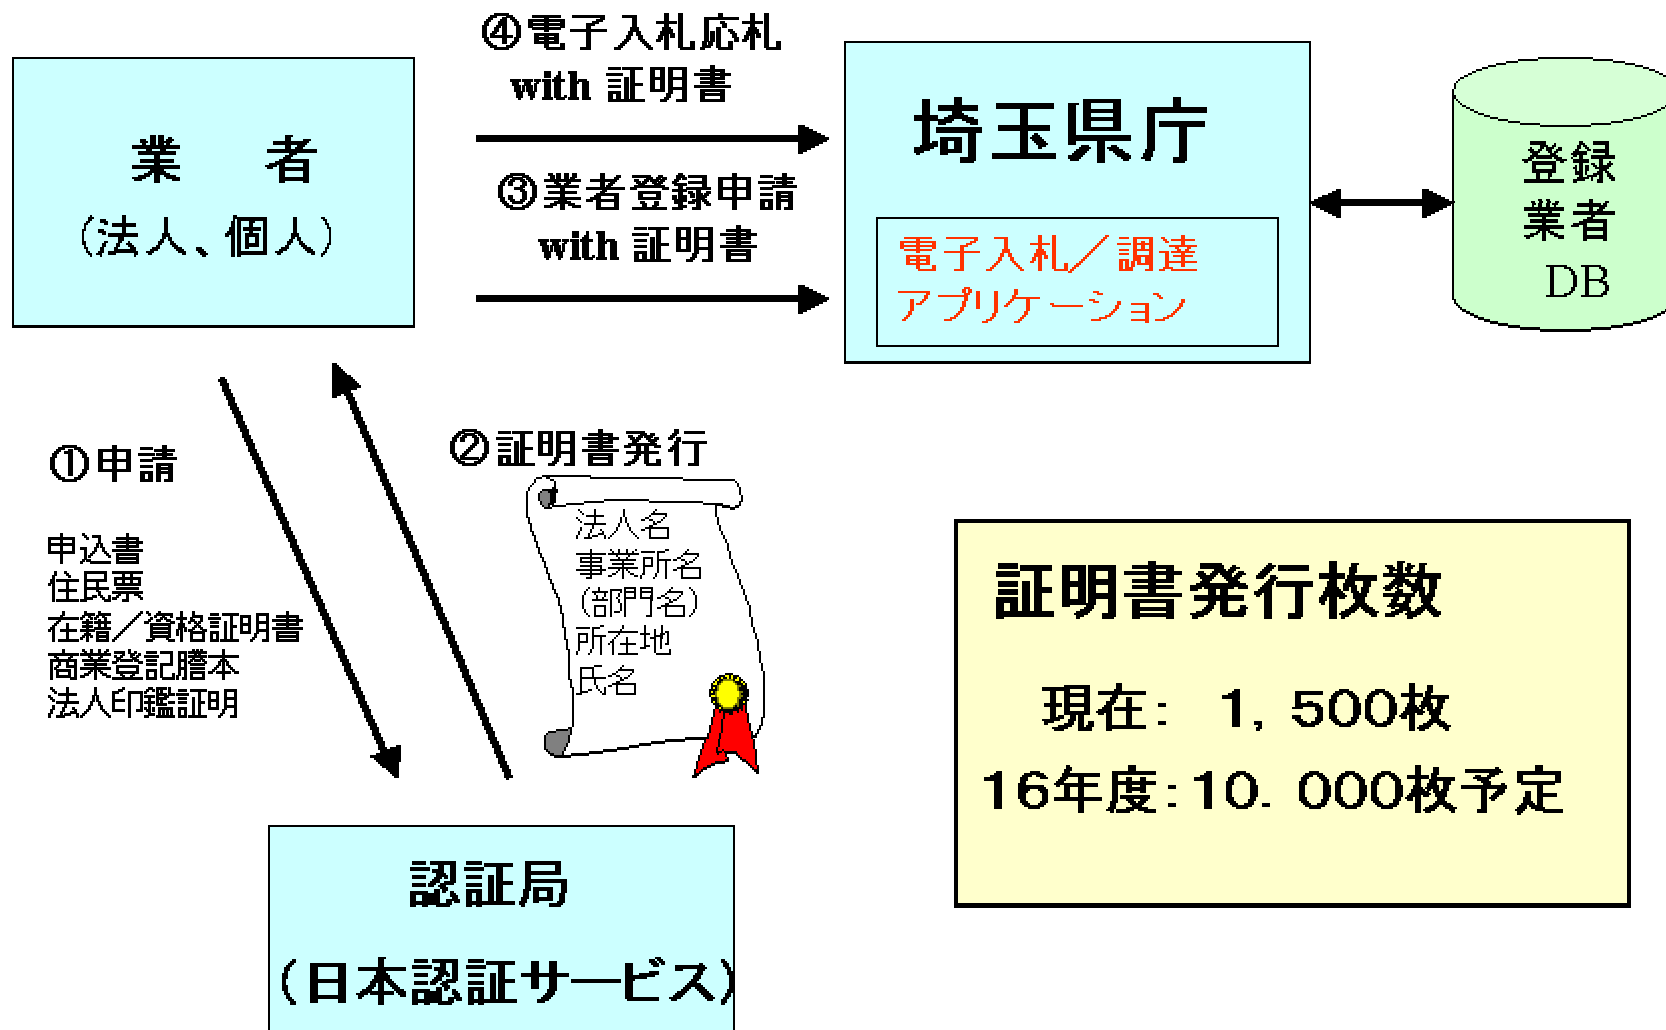 ④電子入札応札
with 証明書
業 者
(法人、個人)
③業者登録申請
with 証明書
埼玉県庁
電子入札／調達
アプリケーション
登録
業者
DB
①申請
申込書
住民票
在籍／資格証明書
商業登記謄本
法人印鑑証明
②証明書発行
法人名
事業所名
(部門名)
所在地
氏名
証明書発行枚数
現在： 1，500枚
16年度：10．000枚予定
認証局
(日本認証サービス)